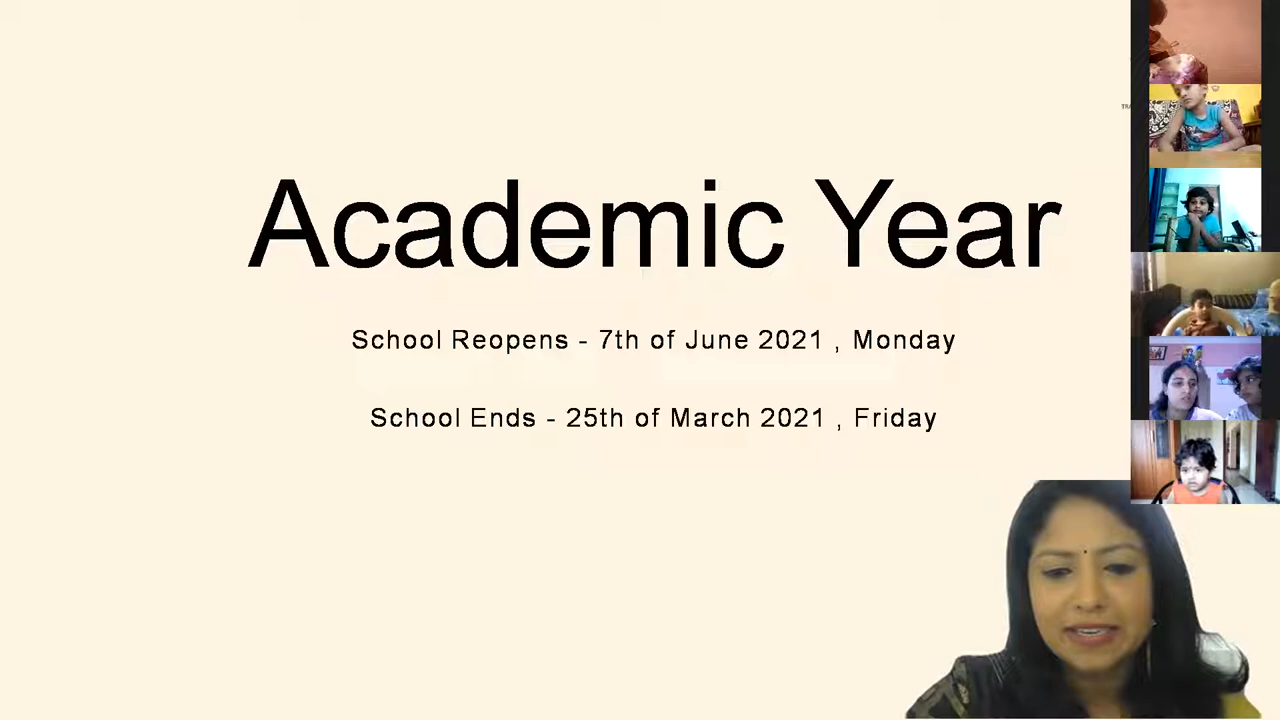 Academic Year
School Reopens - 7th of June 2021 , Monday
School Ends - 25th of March 2021 , Friday